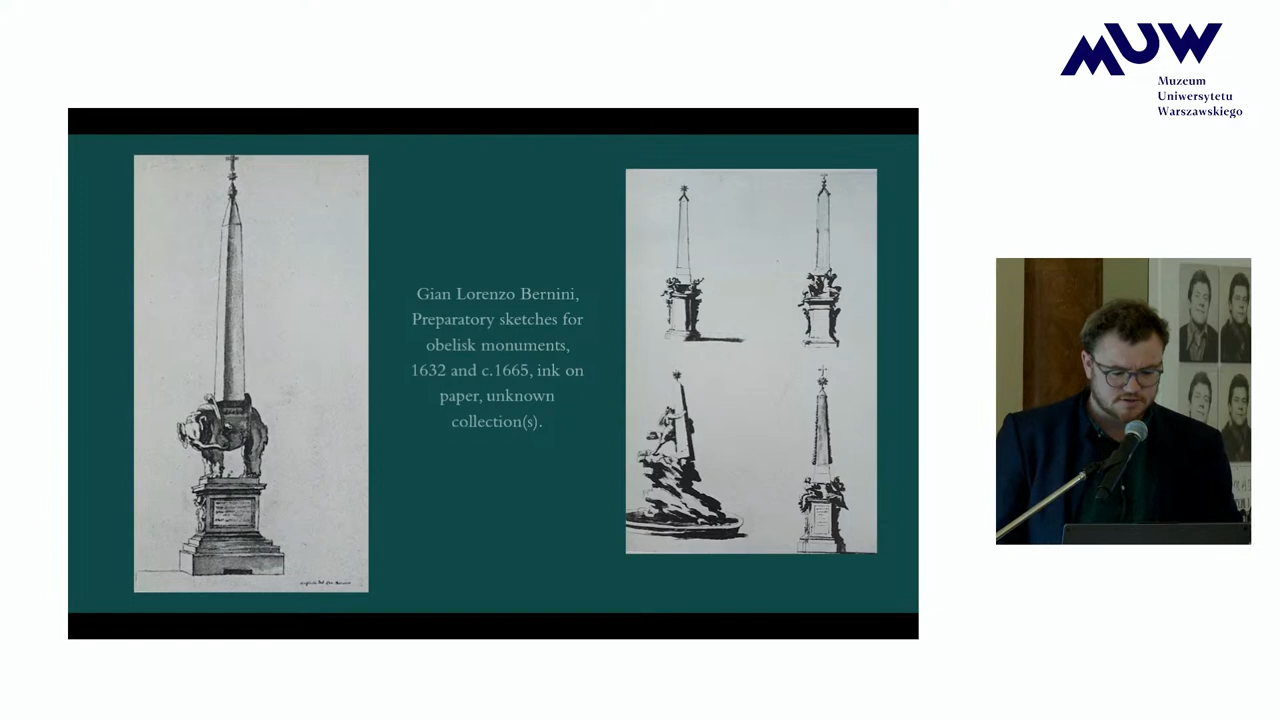 MUW
Muzeum
Uniwersytetu
Warszawskiego
Gian Lorenzo Bernini,
Preparatory sketches for
obelisk monuments,
1632 and c.1665, ink on
paper, unknown
collection(s).